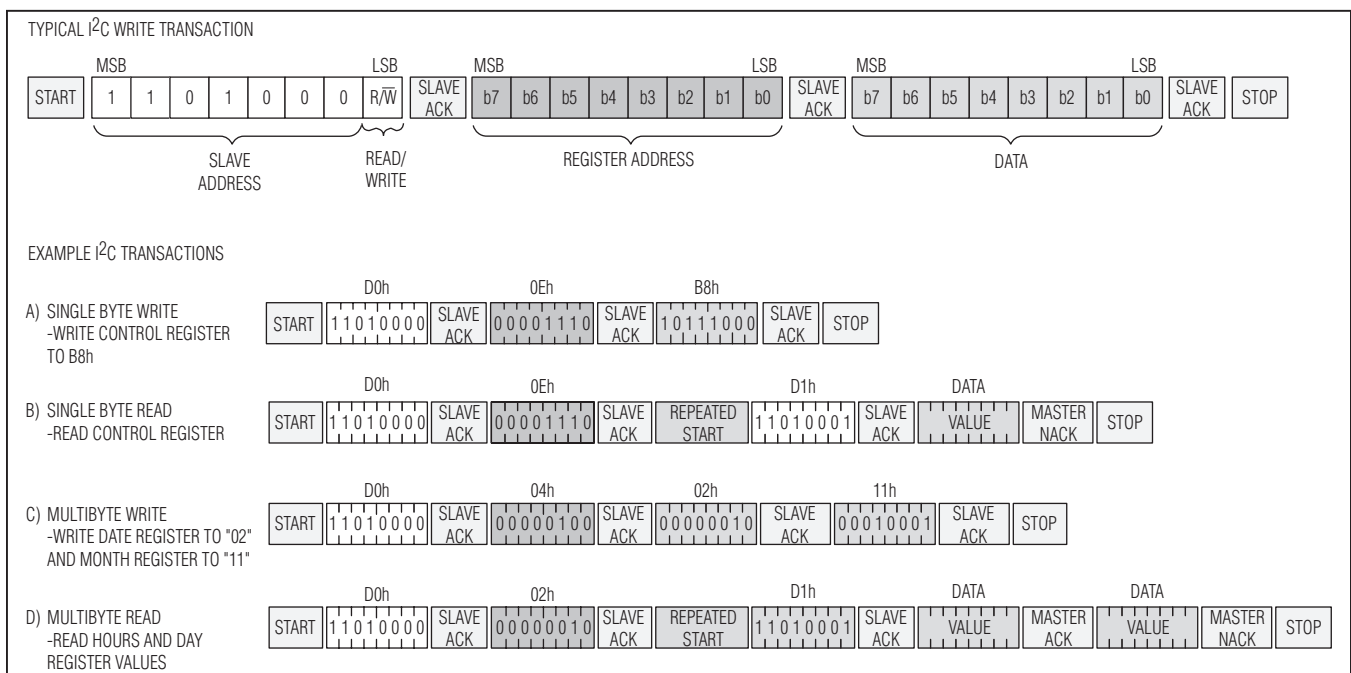 TYPICAL I2C WRITE TRANSACTION
MSB LSB MSB LSB MSB LSB
START 1 1 0 1 0 0 0 R/W̅ SLAVE ACK b7 b6 b5 b4 b3 b2 b1 b0 SLAVE ACK b7 b6 b5 b4 b3 b2 b1 b0 SLAVE ACK STOP
SLAVE ADDRESS READ/ WRITE REGISTER ADDRESS DATA
EXAMPLE I2C TRANSACTIONS
D0h 0Eh B8h
A) SINGLE BYTE WRITE
-WRITE CONTROL REGISTER
TO B8h
START 11010000 SLAVE ACK 00001110 SLAVE ACK 10111000 SLAVE ACK STOP
D0h 0Eh D1h DATA
B) SINGLE BYTE READ
-READ CONTROL REGISTER
START 11010000 SLAVE ACK 00001110 SLAVE ACK REPEATED START 11010001 SLAVE ACK VALUE MASTER NACK STOP
D0h 04h 02h 11h
C) MULTIBYTE WRITE
-WRITE DATE REGISTER TO "02"
AND MONTH REGISTER TO "11"
START 11010000 SLAVE ACK 00000100 SLAVE ACK 00000010 SLAVE ACK 00010001 SLAVE ACK STOP
D0h 02h D1h DATA DATA
D) MULTIBYTE READ
-READ HOURS AND DAY
REGISTER VALUES
START 11010000 SLAVE ACK 00000010 SLAVE ACK REPEATED START 11010001 SLAVE ACK VALUE MASTER ACK VALUE MASTER NACK STOP